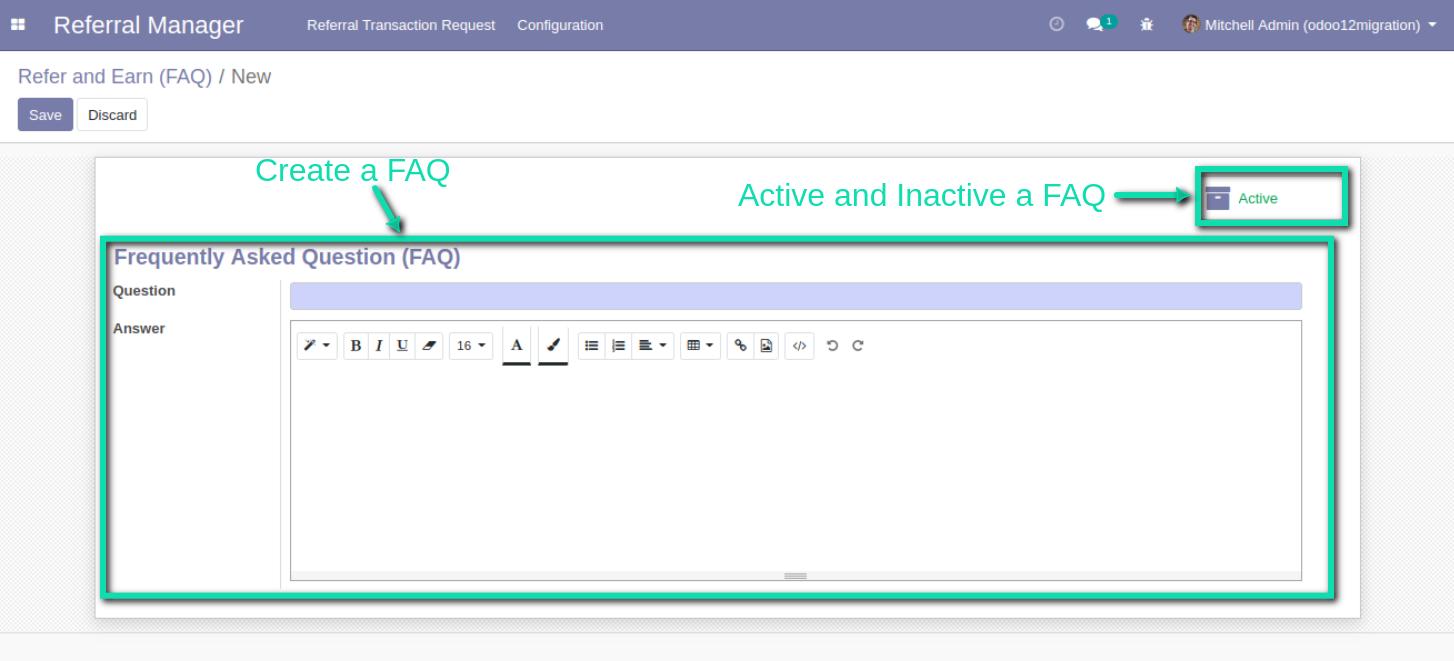 Referral Manager
Referral Transaction Request
Configuration
1
Mitchell Admin (odoo12migration)
Refer and Earn (FAQ) / New
Save
Discard
Create a FAQ
Active and Inactive a FAQ
Active
Frequently Asked Question (FAQ)
Question
Answer
B I U 16 A </>